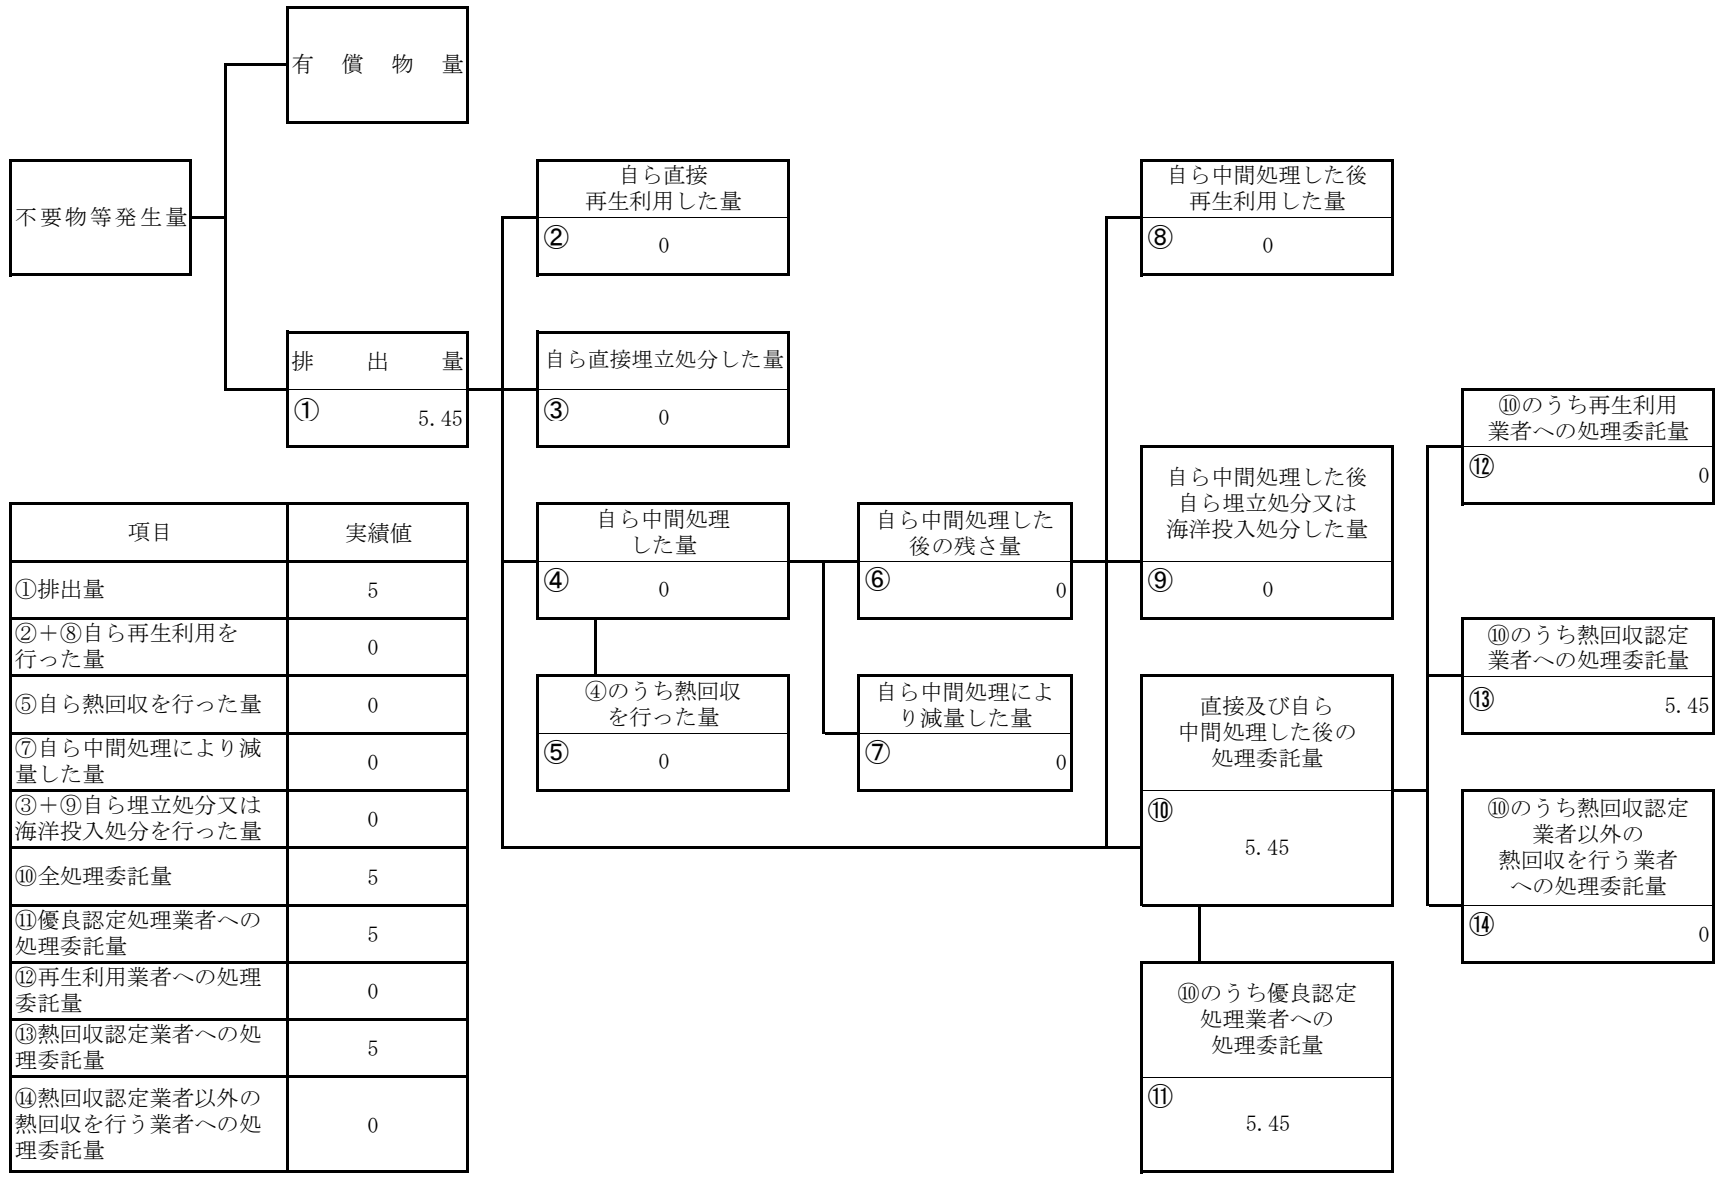 有償物量
不要物等発生量
排出量
①
5.45
自ら直接
再生利用した量
②
0
自ら直接埋立処分した量
③
0
自ら中間処理
した量
④
0
④のうち熱回収
を行った量
⑤
0
自ら中間処理した
後の残さ量
⑥
0
自ら中間処理によ
り減量した量
⑦
0
自ら中間処理した後
再生利用した量
⑧
0
自ら中間処理した後
自ら埋立処分又は
海洋投入処分した量
⑨
0
直接及び自ら
中間処理した後の
処理委託量
⑩
5.45
⑩のうち優良認定
処理業者への
処理委託量
⑪
5.45
⑩のうち再生利用
業者への処理委託量
⑫
0
⑩のうち熱回収認定
業者への処理委託量
⑬
5.45
⑩のうち熱回収認定
業者以外の
熱回収を行う業者
への処理委託量
⑭
0
項目 実績値
①排出量 5
②+⑧自ら再生利用を
行った量
0
⑤自ら熱回収を行った量 0
⑦自ら中間処理により減
量した量
0
③+⑨自ら埋立処分又は
海洋投入処分を行った量
0
⑩全処理委託量 5
⑪優良認定処理業者への
処理委託量
5
⑫再生利用業者への処理
委託量
0
⑬熱回収認定業者への処
理委託量
5
⑭熱回収認定業者以外の
熱回収を行う業者への処
理委託量
0